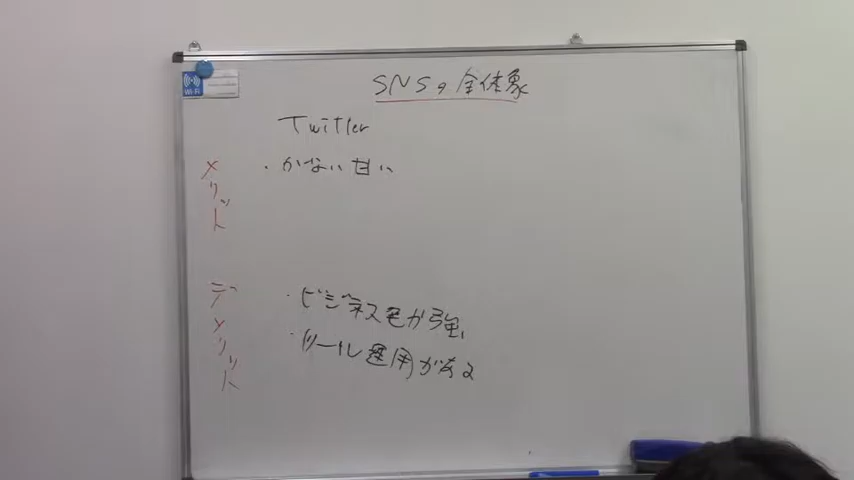 SNSの全体象
Wi-Fi
Twitter
メリット
・かない甘い
デメリット
・ビジネス色が強い
・ツール運用がある